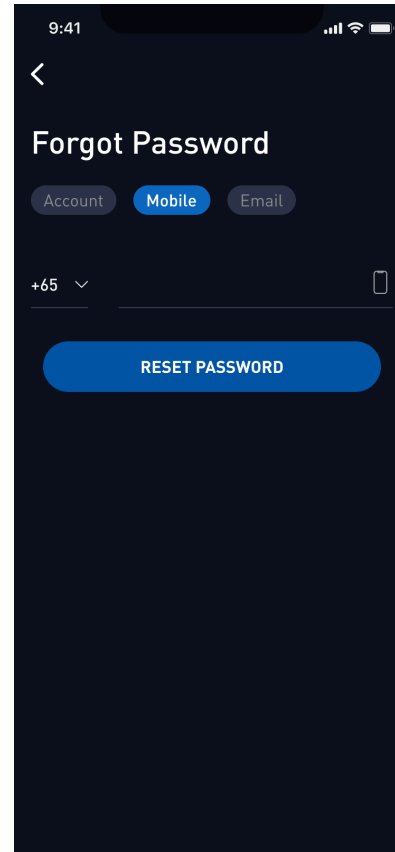 9:41
Forgot Password
Account Mobile Email
+65
RESET PASSWORD